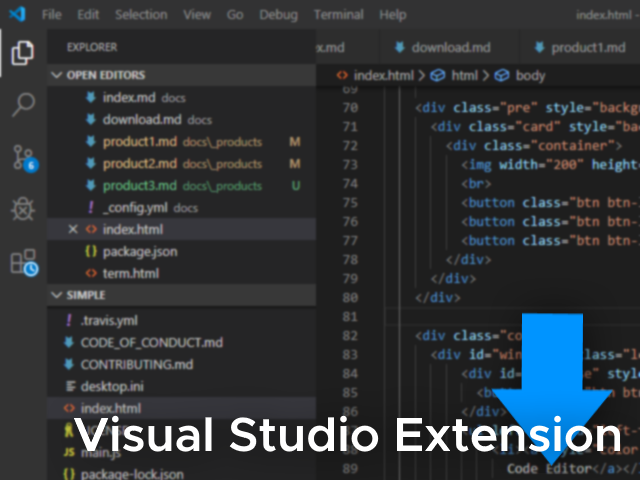 File Edit Selection View Go Debug Terminal Help index.html -
EXPLORER
OPEN EDITORS
index.md docs
download.md docs
product1.md docs\_products M
product2.md docs\_products M
product3.md docs\_products U
! _config.yml docs
× <> index.html
{} package.json
<> term.html
SIMPLE
! .travis.yml
CODE_OF_CONDUCT.md
CONTRIBUTING.md
desktop.ini
<> index.html
JS main.js
{} package-lock.json
6
x.md download.md product1.md
<> index.html > html > body
69
70 <div class="pre" style="backg
71 <div class="card" style="ba
72 <div class="container">
73 <img width="200" height
74 <br>
75 <button class="btn btn-
76 <button class="btn btn-
77 <button class="btn btn-
78 </div>
79 </div>
80 </div>
81
82 <div class="co
83 <div id="win class="l
84 <div id= e" styl
85 <b btn btn
86 </div>
87
88 color
89 Code Editor</a></
Visual Studio Extension